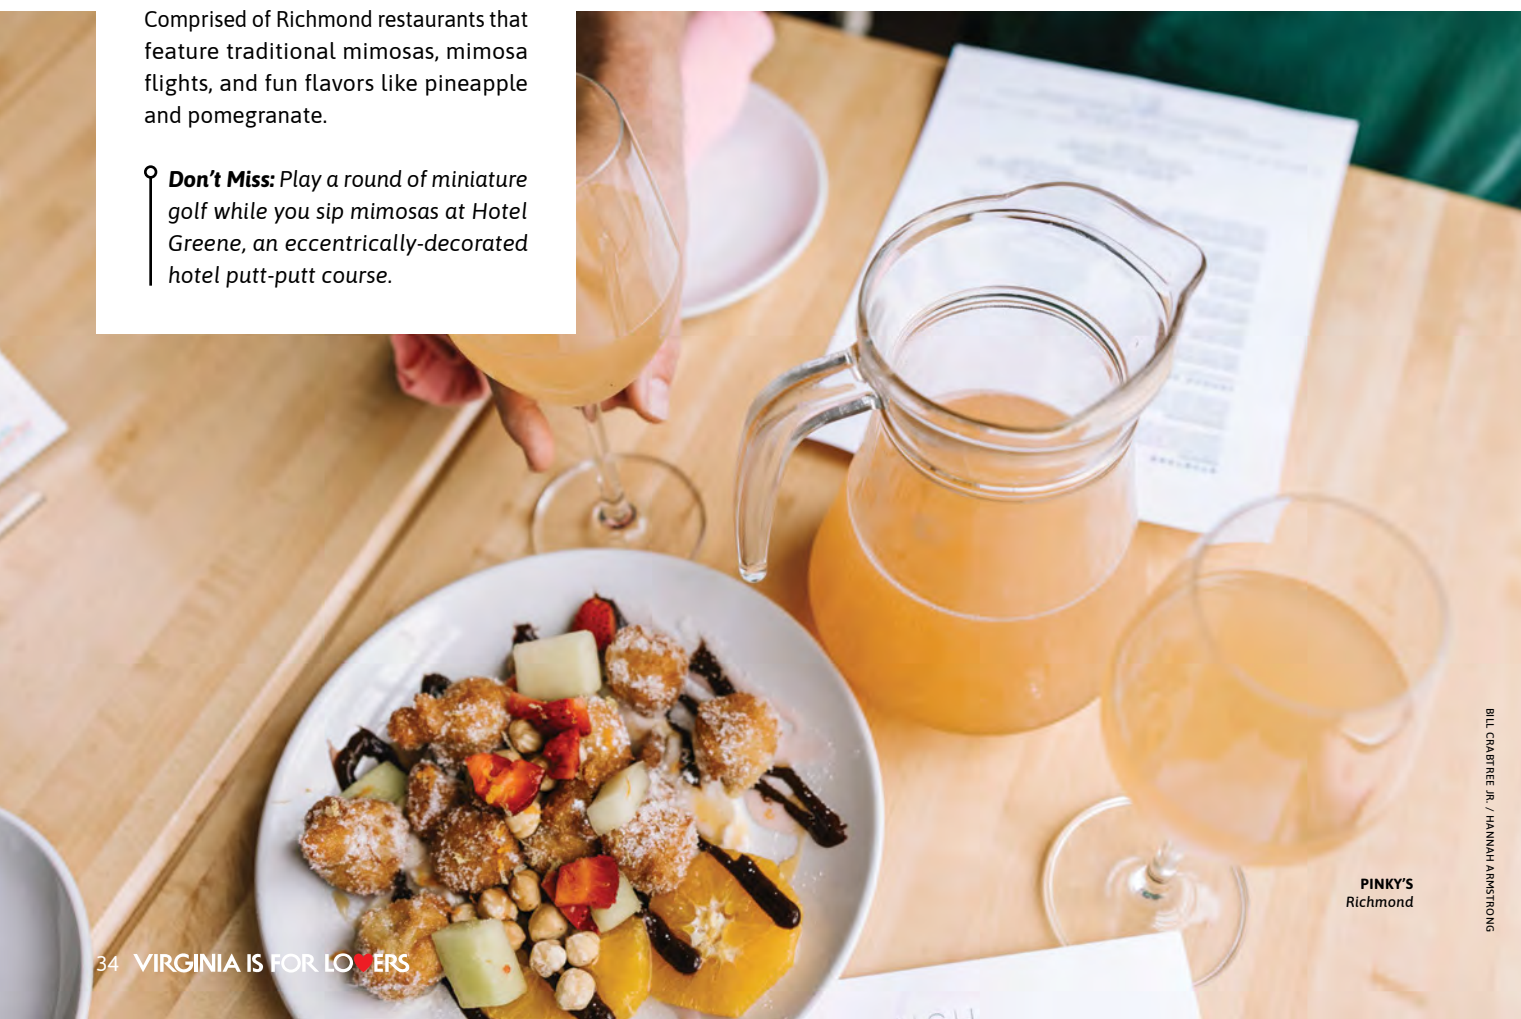 Comprised of Richmond restaurants that
feature traditional mimosas, mimosa
flights, and fun flavors like pineapple
and pomegranate.
Don't Miss: Play a round of miniature
golf while you sip mimosas at Hotel
Greene, an eccentrically-decorated
hotel putt-putt course.
BILL CRABTREE JR. / HANNAH ARMSTRONG
PINKY'S
Richmond
34 VIRGINIA IS FOR LO♥ERS